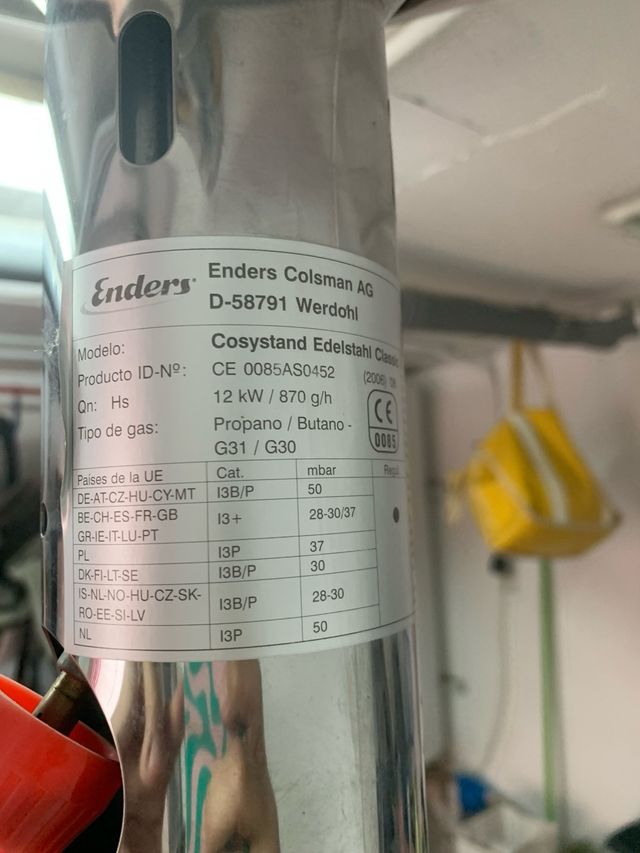 Enders
Enders Colsman AG
D-58791 Werdohl
Modelo: Cosystand Edelstahl Classic
Producto ID-Nº: CE 0085AS0452 (2006)
Qn: Hs 12 kW / 870 g/h
Tipo de gas: Propano / Butano -
G31 / G30
CE
0085
Países de la UE Cat. mbar
DE-AT-CZ-HU-CY-MT I3B/P 50
BE-CH-ES-FR-GB
GR-IE-IT-LU-PT I3+ 28-30/37
PL I3P 37
DK-FI-LT-SE I3B/P 30
IS-NL-NO-HU-CZ-SK-
RO-EE-SI-LV I3B/P 28-30
NL I3P 50